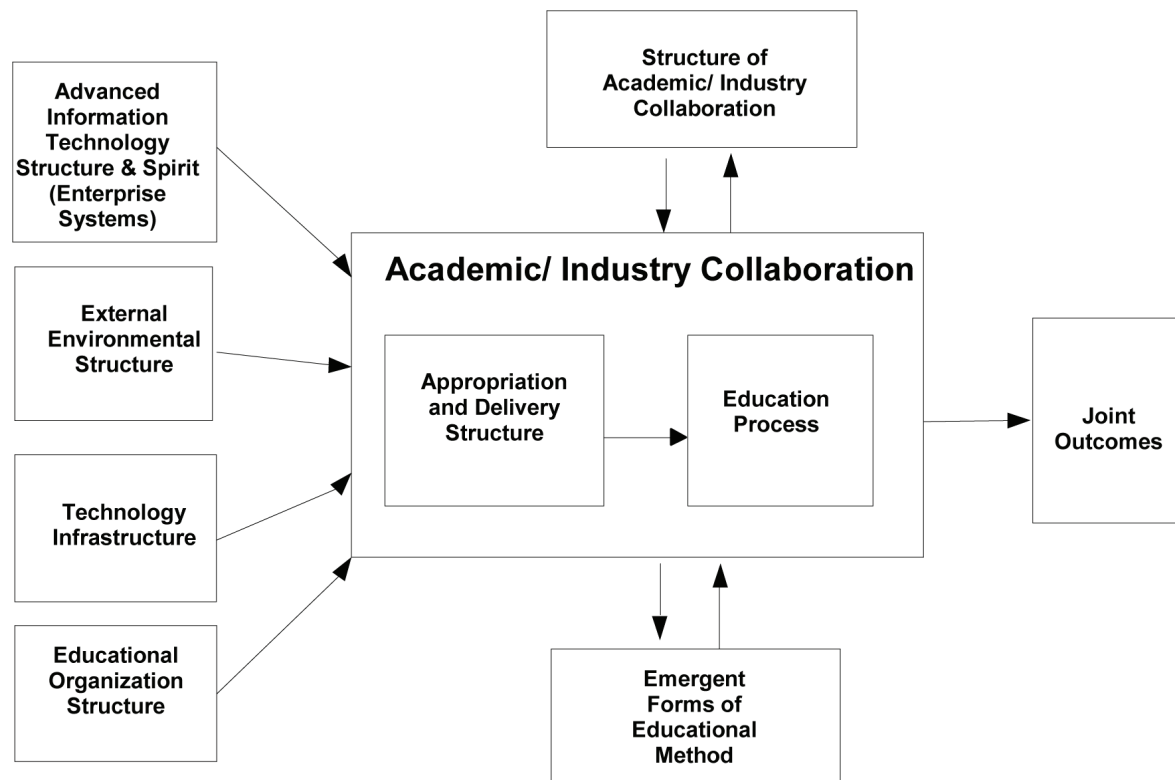 Structure of
Academic/ Industry
Collaboration
Advanced
Information
Technology
Structure & Spirit
(Enterprise
Systems)
External
Environmental
Structure
Technology
Infrastructure
Educational
Organization
Structure
Academic/ Industry Collaboration
Appropriation
and Delivery
Structure
Education
Process
Joint
Outcomes
Emergent
Forms of
Educational
Method